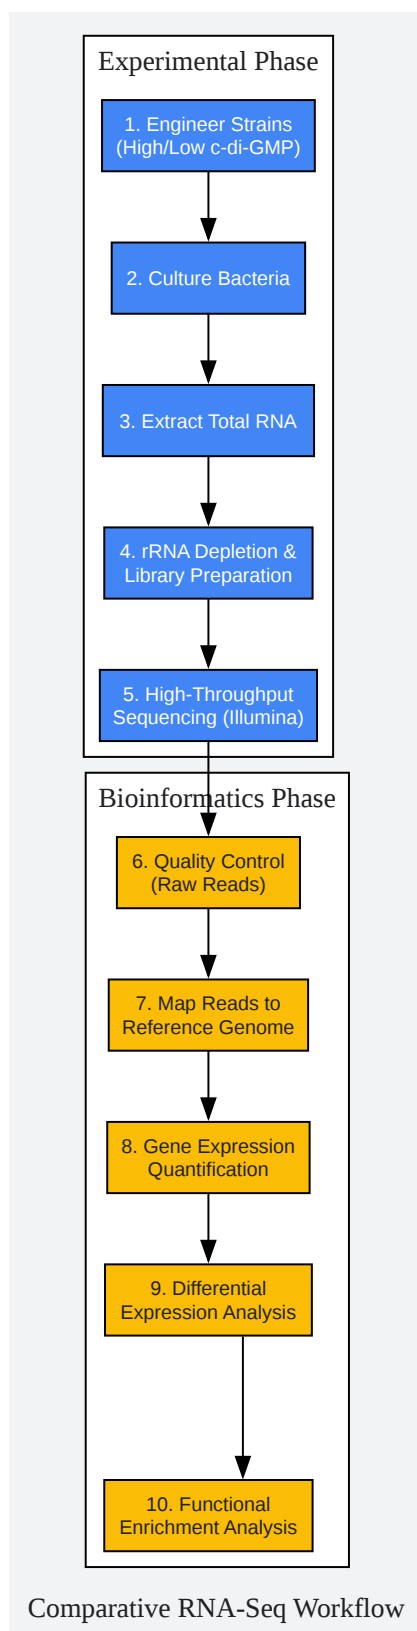 Experimental Phase
1. Engineer Strains
(High/Low c-di-GMP)
2. Culture Bacteria
3. Extract Total RNA
4. rRNA Depletion &
Library Preparation
5. High-Throughput
Sequencing (Illumina)
Bioinformatics Phase
6. Quality Control
(Raw Reads)
7. Map Reads to
Reference Genome
8. Gene Expression
Quantification
9. Differential
Expression Analysis
10. Functional
Enrichment Analysis
Comparative RNA-Seq Workflow